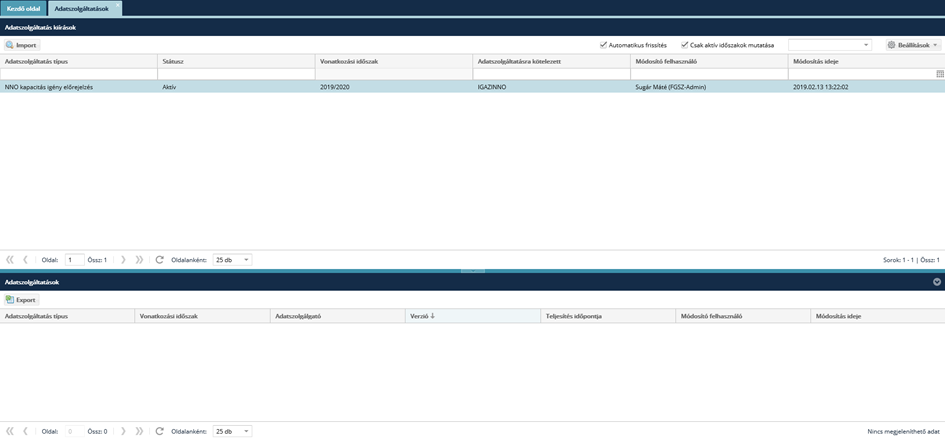 Kezdő oldal Adatszolgáltatások
Adatszolgáltatás kiírások
Import Automatikus frissítés Csak aktív időszakok mutatása Beállítások
Adatszolgáltatás típus Státusz Vonatkozási időszak Adatszolgáltatásra kötelezett Módosító felhasználó Módosítás ideje
NNO kapacitás igény előrejelzés Aktív 2019/2020 IGAZINNO Sugár Máté (FGSZ-Admin) 2019.02.13 13:22:02
Oldal: 1 Össz: 1 Oldalanként: 25 db Sorok: 1 - 1 | Össz: 1
Adatszolgáltatások
Export
Adatszolgáltatás típus Vonatkozási időszak Adatszolgálgató Verzió Teljesítés időpontja Módosító felhasználó Módosítás ideje
Oldal: 0 Össz: 0 Oldalanként: 25 db Nincs megjeleníthető adat